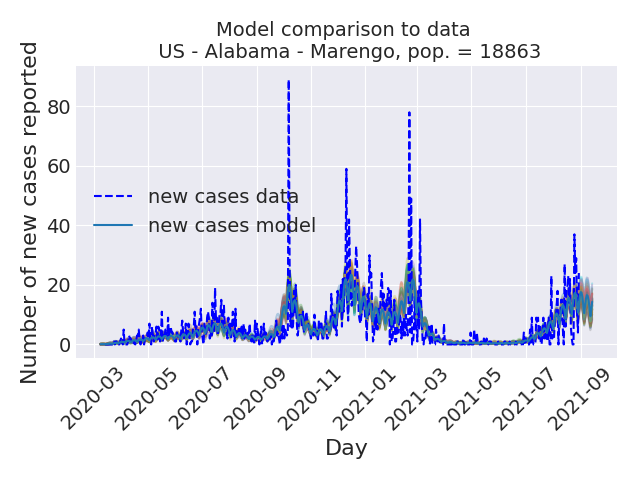 Model comparison to data
US - Alabama - Marengo, pop. = 18863
Number of new cases reported
80
60
40
20
0
new cases data
new cases model
2020-03
2020-05
2020-07
2020-09
2020-11
2021-01
2021-03
2021-05
2021-07
2021-09
Day